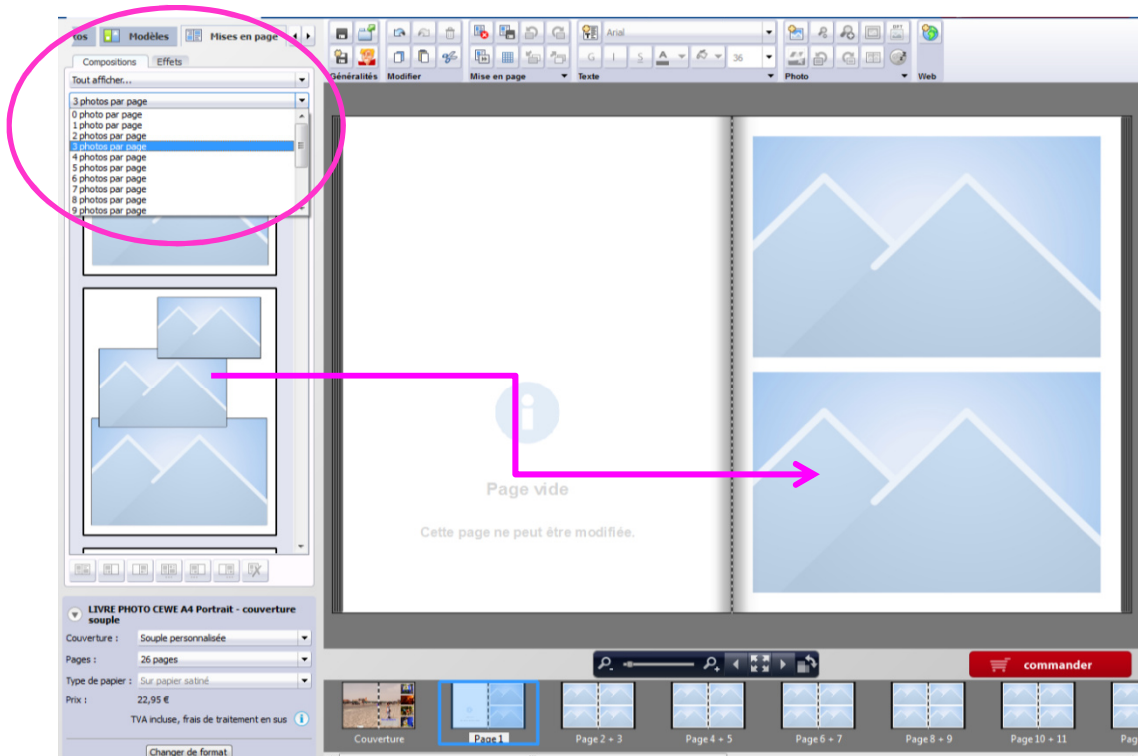 tos Modèles Mises en page
Compositions Effets
Tout afficher...
3 photos par page
0 photo par page
1 photo par page
2 photos par page
3 photos par page
4 photos par page
5 photos par page
6 photos par page
7 photos par page
8 photos par page
9 photos par page
Arial
G I S A 36
Généralités Modifier Mise en page Texte Photo Web
Page vide
Cette page ne peut être modifiée.
LIVRE PHOTO CEWE A4 Portrait - couverture
souple
Couverture : Souple personnalisée
Pages : 26 pages
Type de papier : Sur papier satiné
Prix : 22,95 €
TVA incluse, frais de traitement en sus
Changer de format
commander
Couverture Page 1 Page 2 + 3 Page 4 + 5 Page 6 + 7 Page 8 + 9 Page 10 + 11 Pag